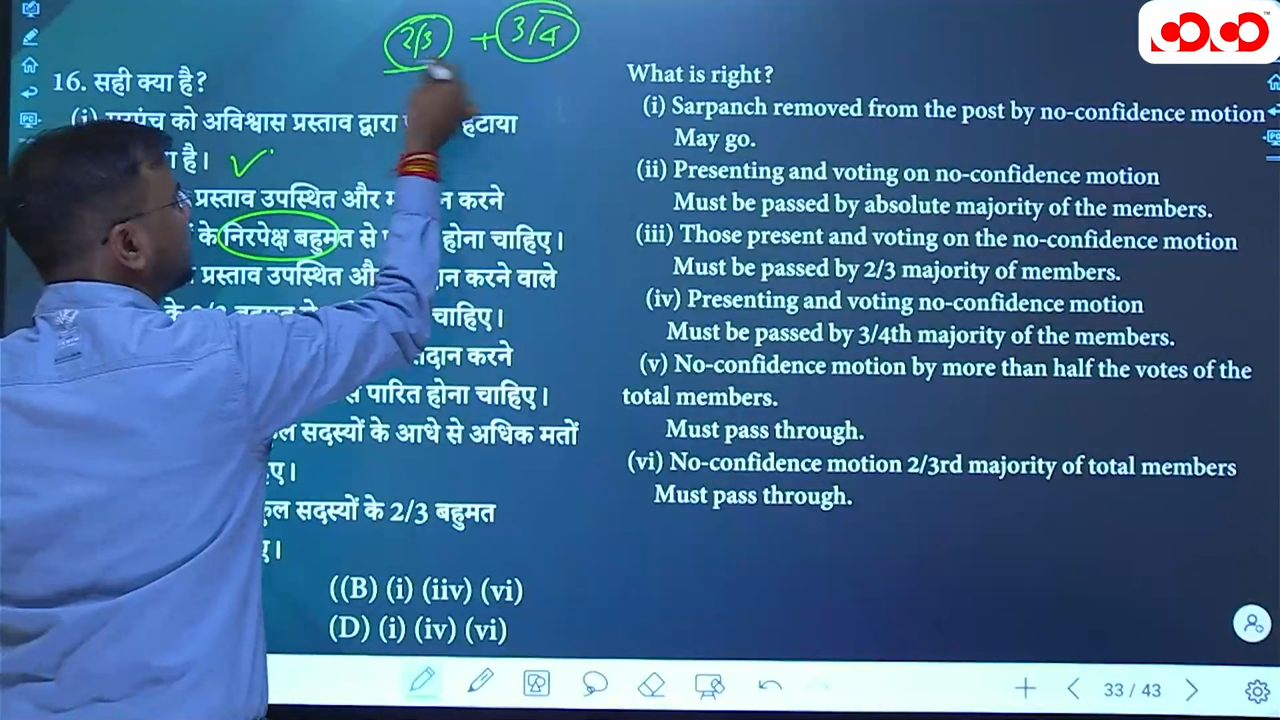 2/3 + 3/4
16. सही क्या है?
(i) को अविश्वास प्रस्ताव द्वारा हटाया
है।
प्रस्ताव उपस्थित और करने
के निरपेक्ष बहुमत से होना चाहिए।
प्रस्ताव उपस्थित करने वाले
चाहिए।
करने
पारित होना चाहिए।
सदस्यों के आधे से अधिक मतों
सदस्यों के 2/3 बहुमत
((B) (i) (iiv) (vi)
(D) (i) (iv) (vi)
What is right?
(i) Sarpanch removed from the post by no-confidence motion
May go.
(ii) Presenting and voting on no-confidence motion
Must be passed by absolute majority of the members.
(iii) Those present and voting on the no-confidence motion
Must be passed by 2/3 majority of members.
(iv) Presenting and voting no-confidence motion
Must be passed by 3/4th majority of the members.
(v) No-confidence motion by more than half the votes of the
total members.
Must pass through.
(vi) No-confidence motion 2/3rd majority of total members
Must pass through.
33 / 43